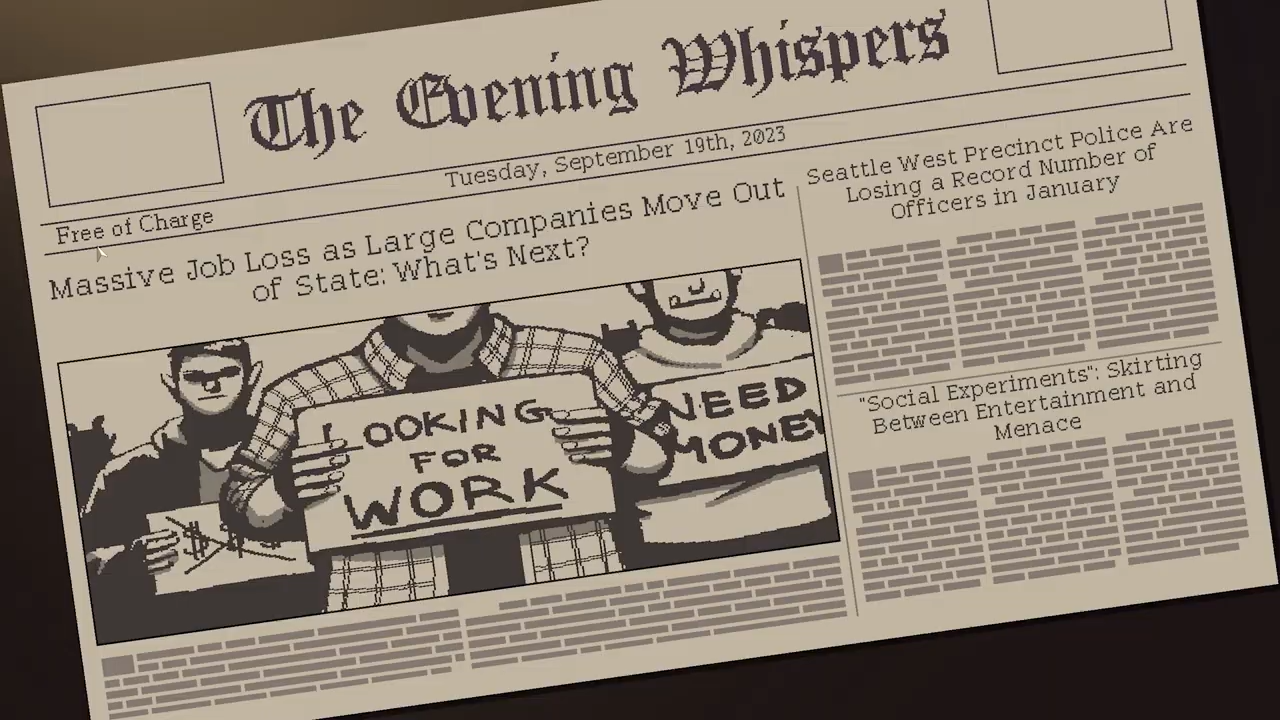 The Evening Whispers
Tuesday, September 19th, 2023
Free of Charge
Massive Job Loss as Large Companies Move Out
of State: What's Next?
LOOKING
FOR
WORK
NEED
MONEY
$ $
Seattle West Precinct Police Are
Losing a Record Number of
Officers in January
"Social Experiments": Skirting
Between Entertainment and
Menace